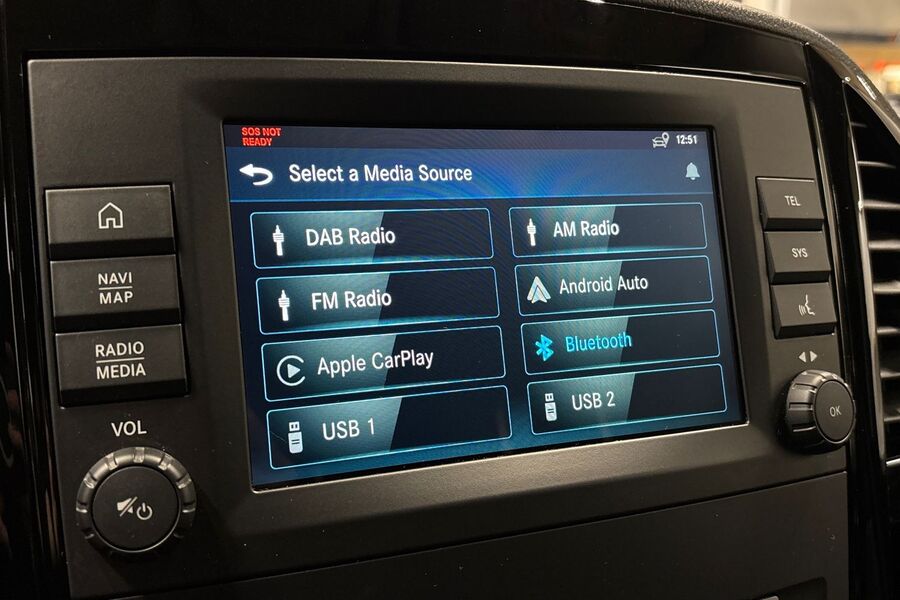 SOS NOT
READY
12:51
Select a Media Source
DAB Radio
AM Radio
FM Radio
Android Auto
Apple CarPlay
Bluetooth
USB 1
USB 2
NAVI
MAP
RADIO
MEDIA
VOL
TEL
SYS
OK